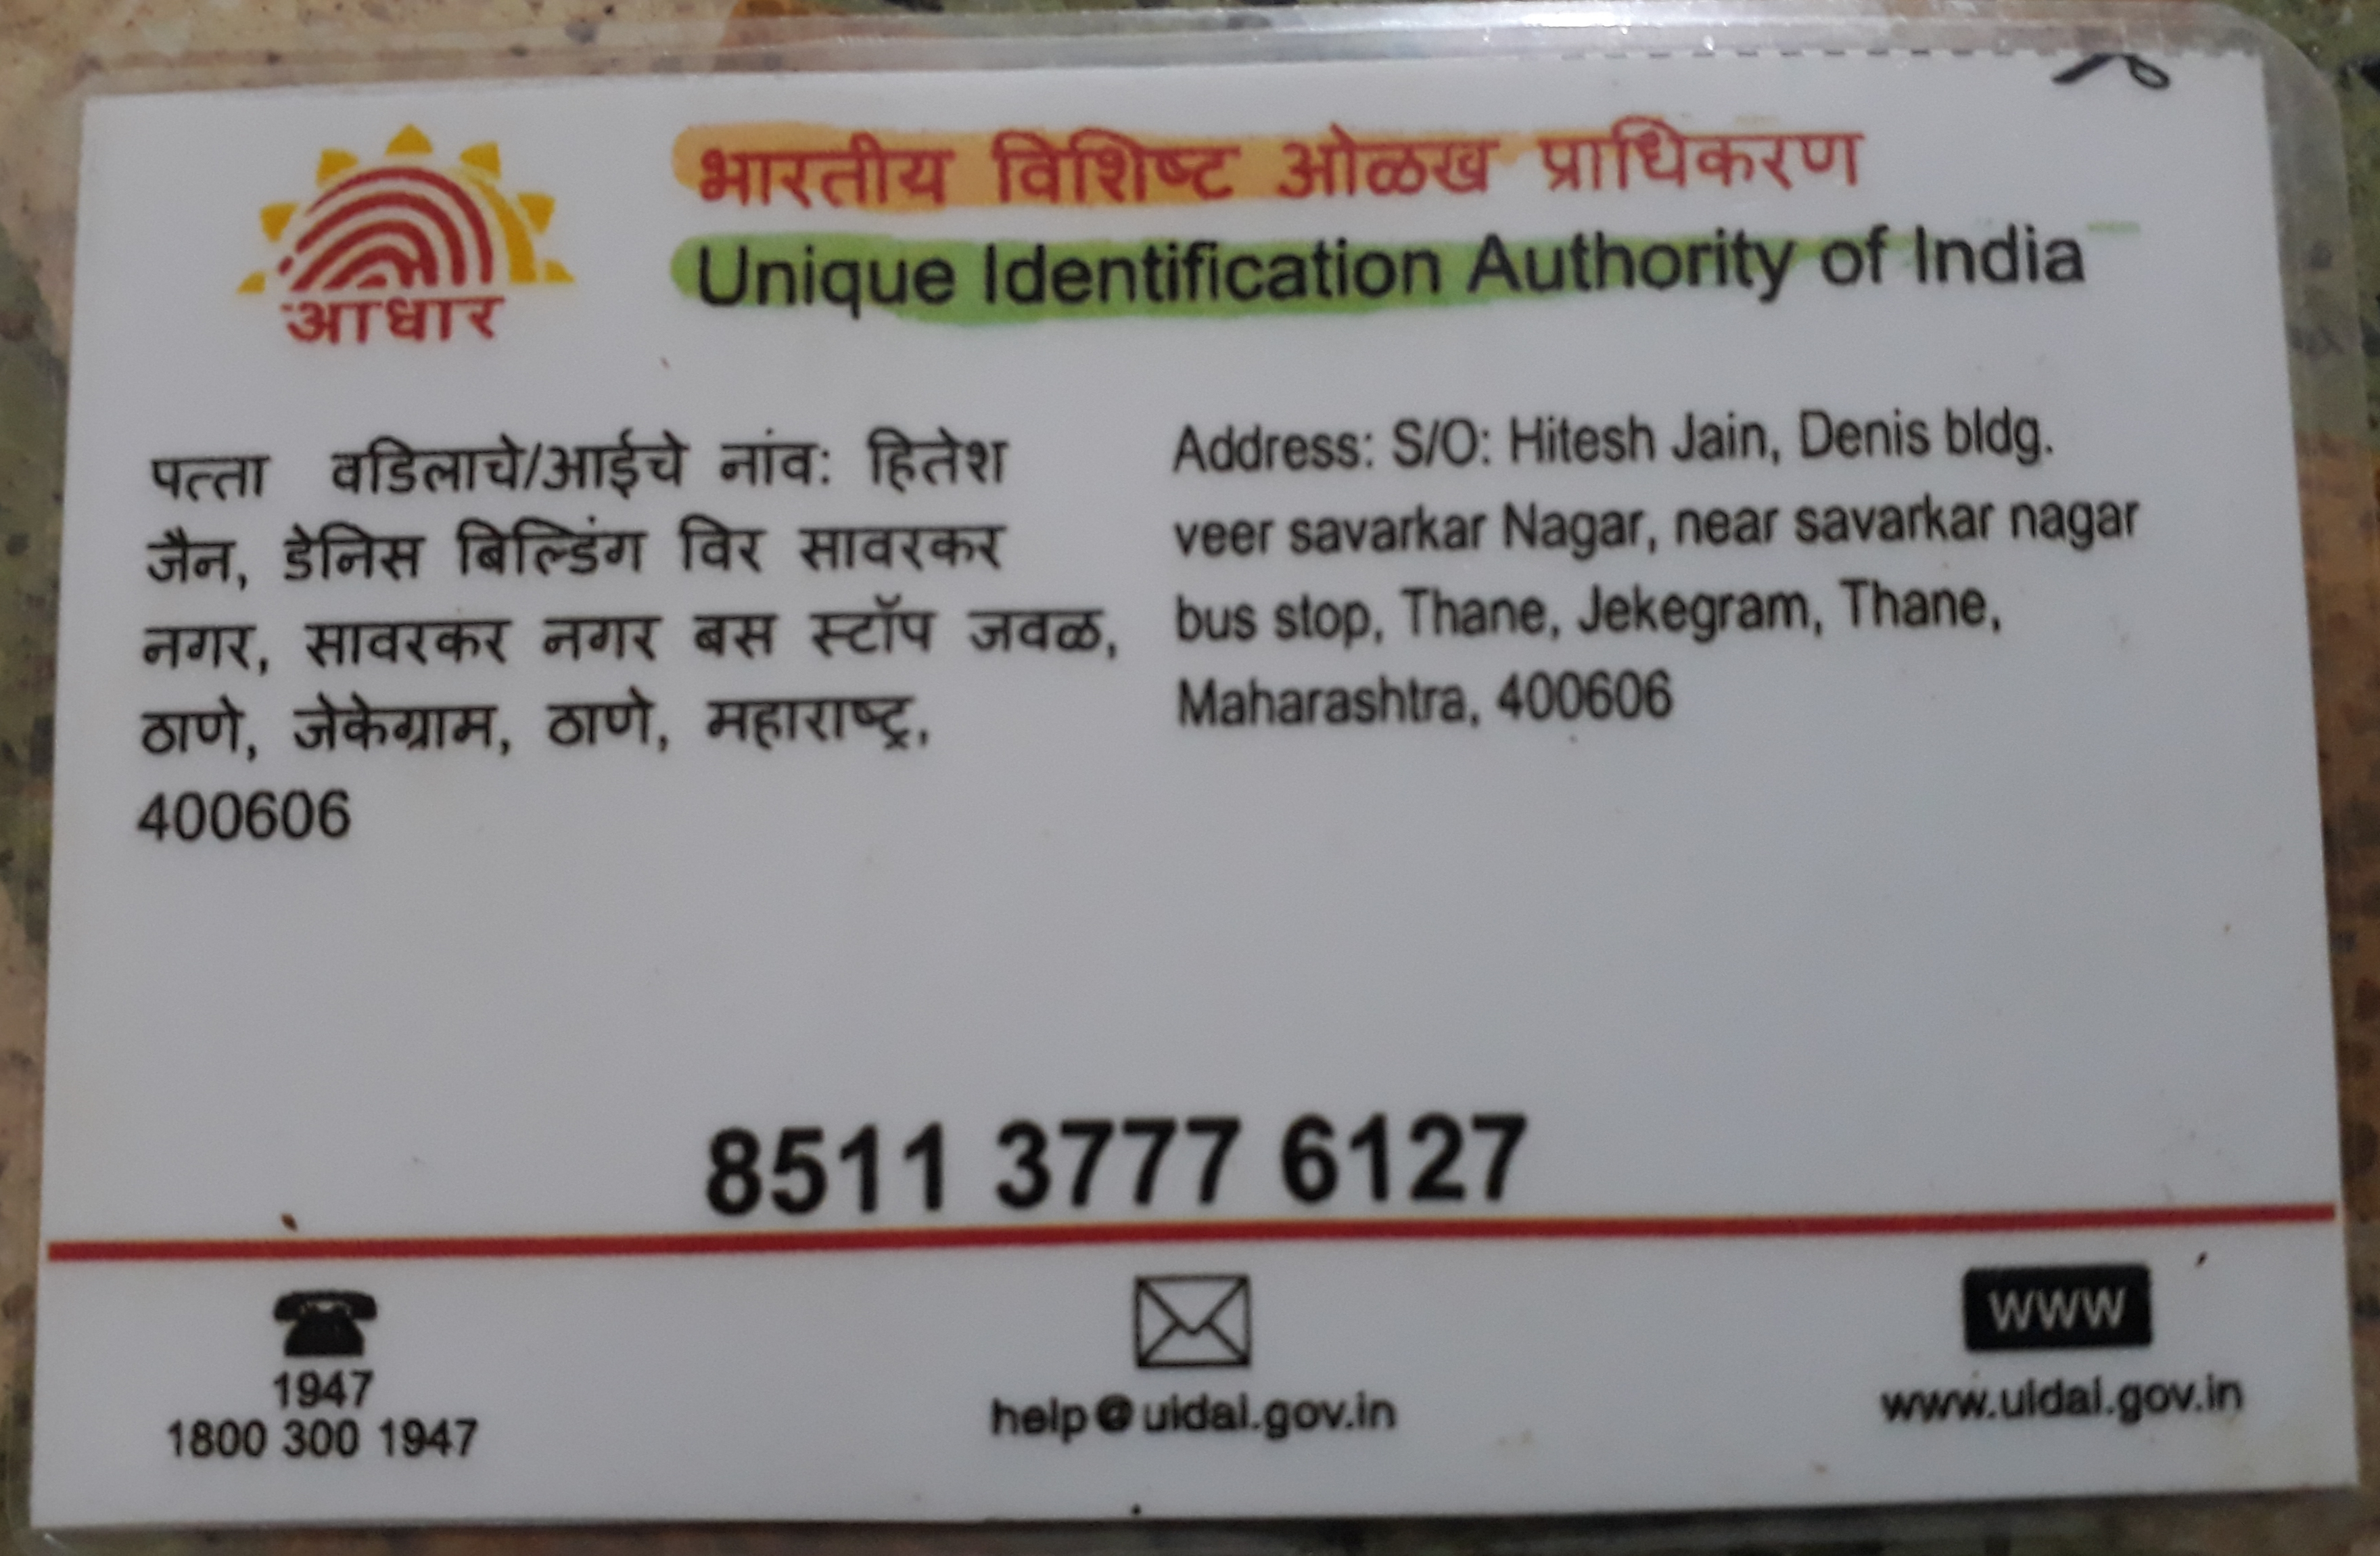 भारतीय विशिष्ट ओळख प्राधिकरण
Unique Identification Authority of India
आधार
पत्ता वडिलाचे/आईचे नांव: हितेश
जैन, डेनिस बिल्डिंग विर सावरकर
नगर, सावरकर नगर बस स्टॉप जवळ,
ठाणे, जेकेग्राम, ठाणे, महाराष्ट्र,
400606
Address: S/O: Hitesh Jain, Denis bldg.
veer savarkar Nagar, near savarkar nagar
bus stop, Thane, Jekegram, Thane,
Maharashtra, 400606
8511 3777 6127
1947
1800 300 1947
help@uidai.gov.in
www
www.uidai.gov.in